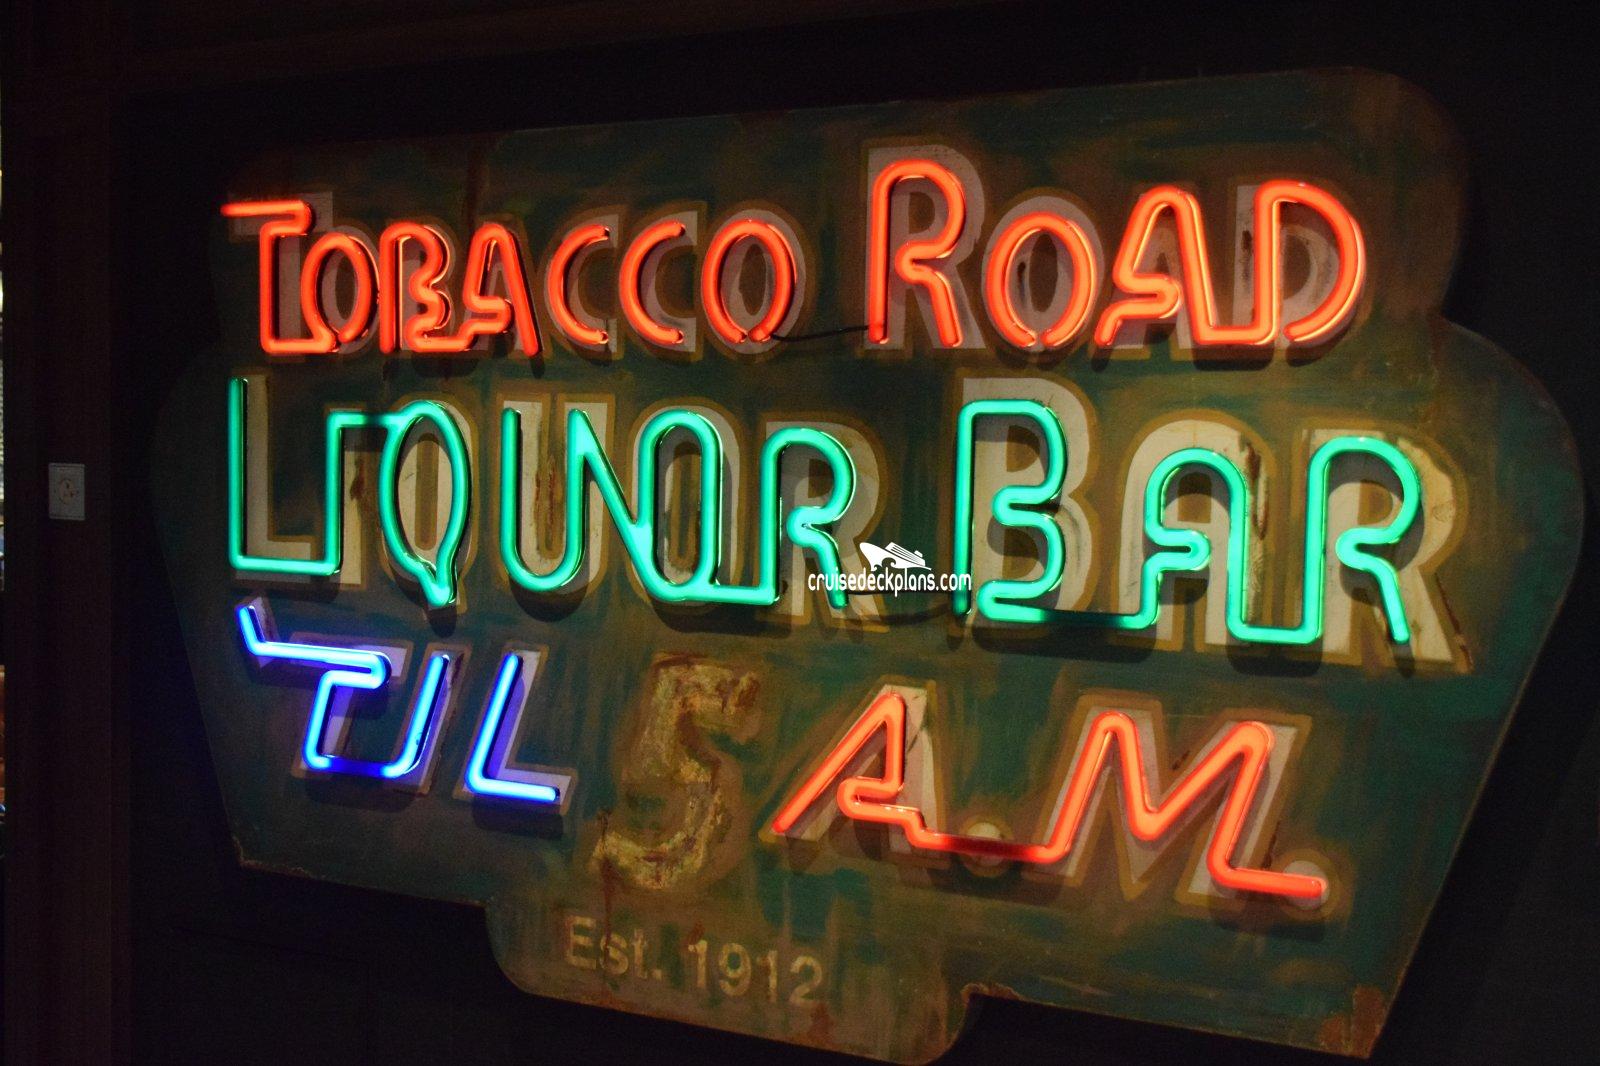 TOBACCO ROAD
LIQUOR BAR
'TIL 5 A.M.
Est. 1912
cruisedeckplans.com